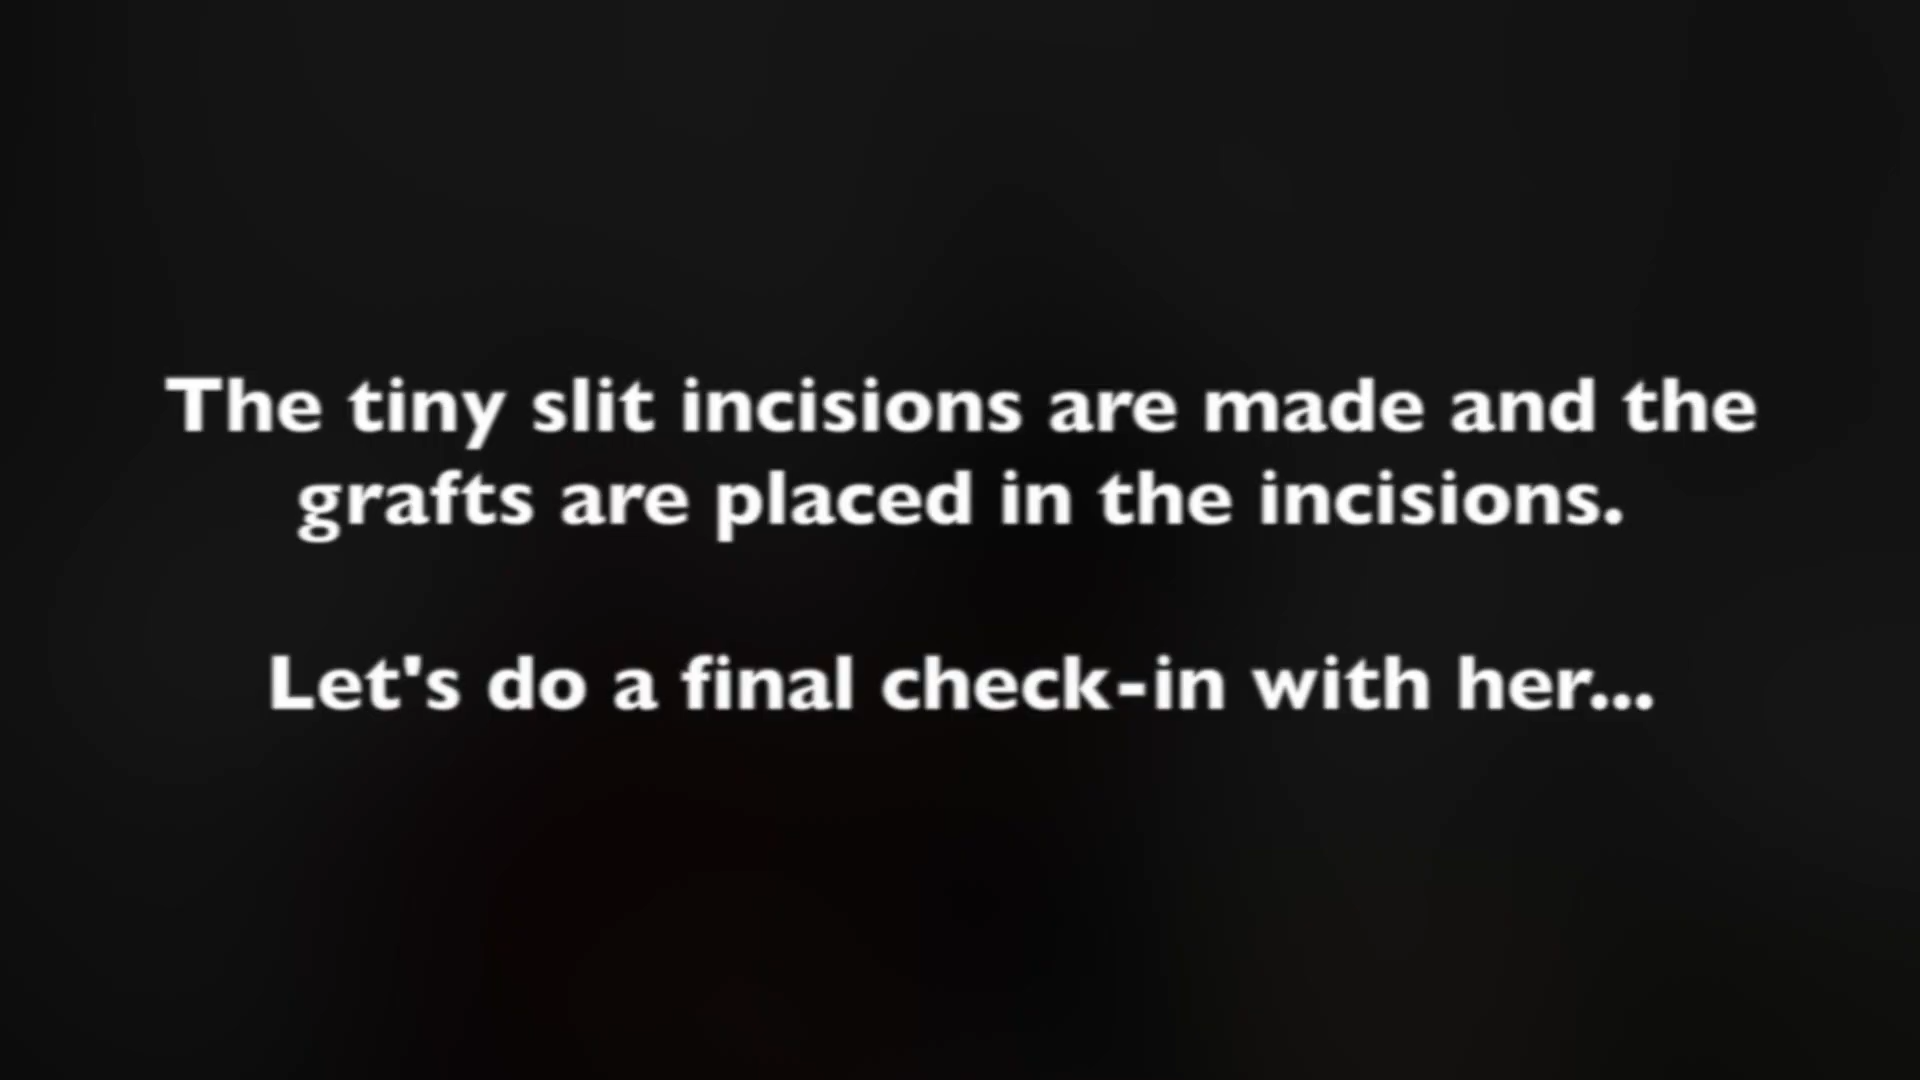 The tiny slit incisions are made and the
grafts are placed in the incisions.
Let's do a final check-in with her...